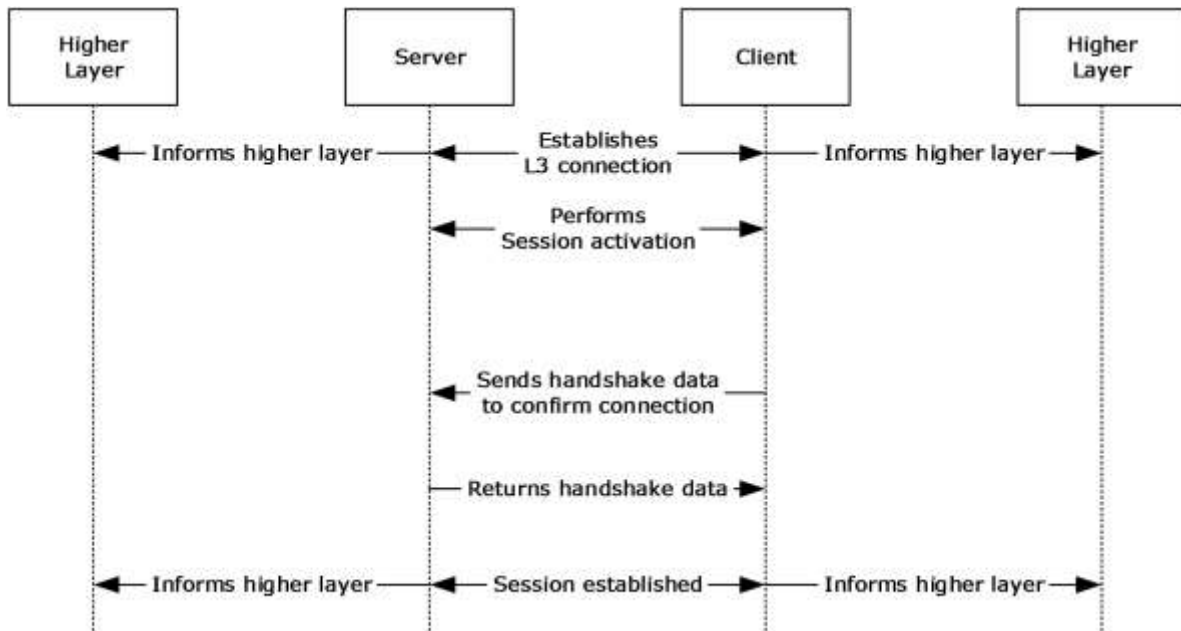 Higher
Layer
Server
Client
Higher
Layer
Informs higher layer
Establishes
L3 connection
Informs higher layer
Performs
Session activation
Sends handshake data
to confirm connection
Returns handshake data
Informs higher layer
Session established
Informs higher layer